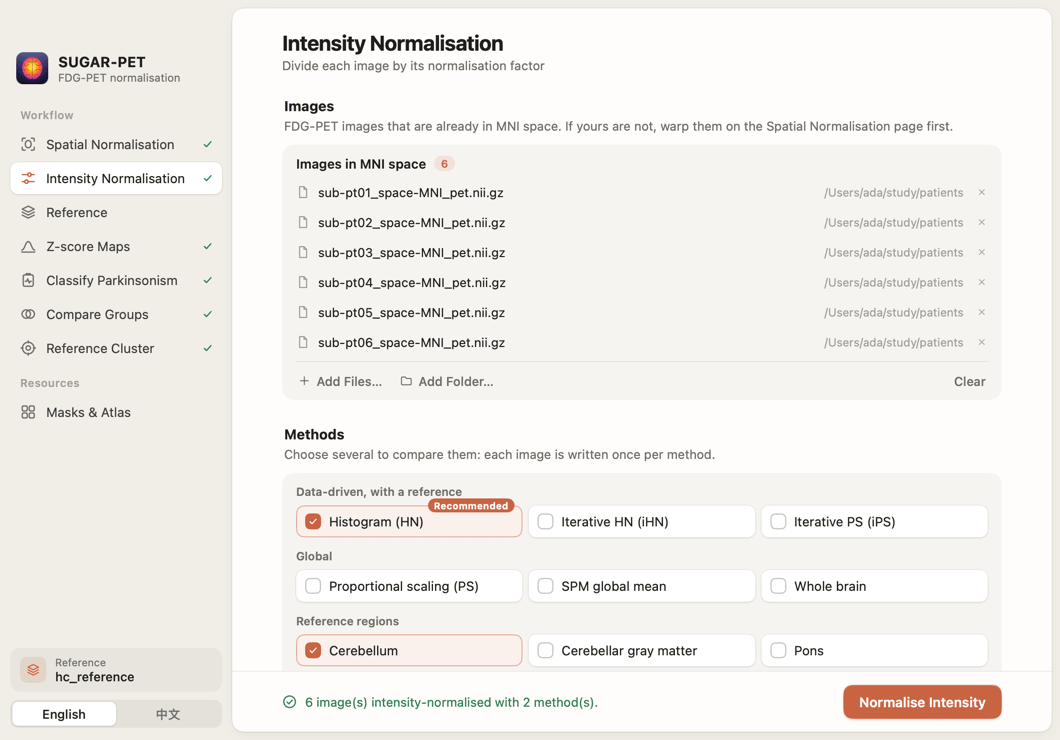 SUGAR-PET
FDG-PET normalisation
Workflow
Spatial Normalisation
Intensity Normalisation
Reference
Z-score Maps
Classify Parkinsonism
Compare Groups
Reference Cluster
Resources
Masks & Atlas
Reference
hc_reference
English 中文
Intensity Normalisation
Divide each image by its normalisation factor
Images
FDG-PET images that are already in MNI space. If yours are not, warp them on the Spatial Normalisation page first.
Images in MNI space 6
sub-pt01_space-MNI_pet.nii.gz /Users/ada/study/patients ×
sub-pt02_space-MNI_pet.nii.gz /Users/ada/study/patients ×
sub-pt03_space-MNI_pet.nii.gz /Users/ada/study/patients ×
sub-pt04_space-MNI_pet.nii.gz /Users/ada/study/patients ×
sub-pt05_space-MNI_pet.nii.gz /Users/ada/study/patients ×
sub-pt06_space-MNI_pet.nii.gz /Users/ada/study/patients ×
+ Add Files... Add Folder... Clear
Methods
Choose several to compare them: each image is written once per method.
Data-driven, with a reference
Recommended
Histogram (HN) Iterative HN (iHN) Iterative PS (iPS)
Global
Proportional scaling (PS) SPM global mean Whole brain
Reference regions
Cerebellum Cerebellar gray matter Pons
6 image(s) intensity-normalised with 2 method(s). Normalise Intensity